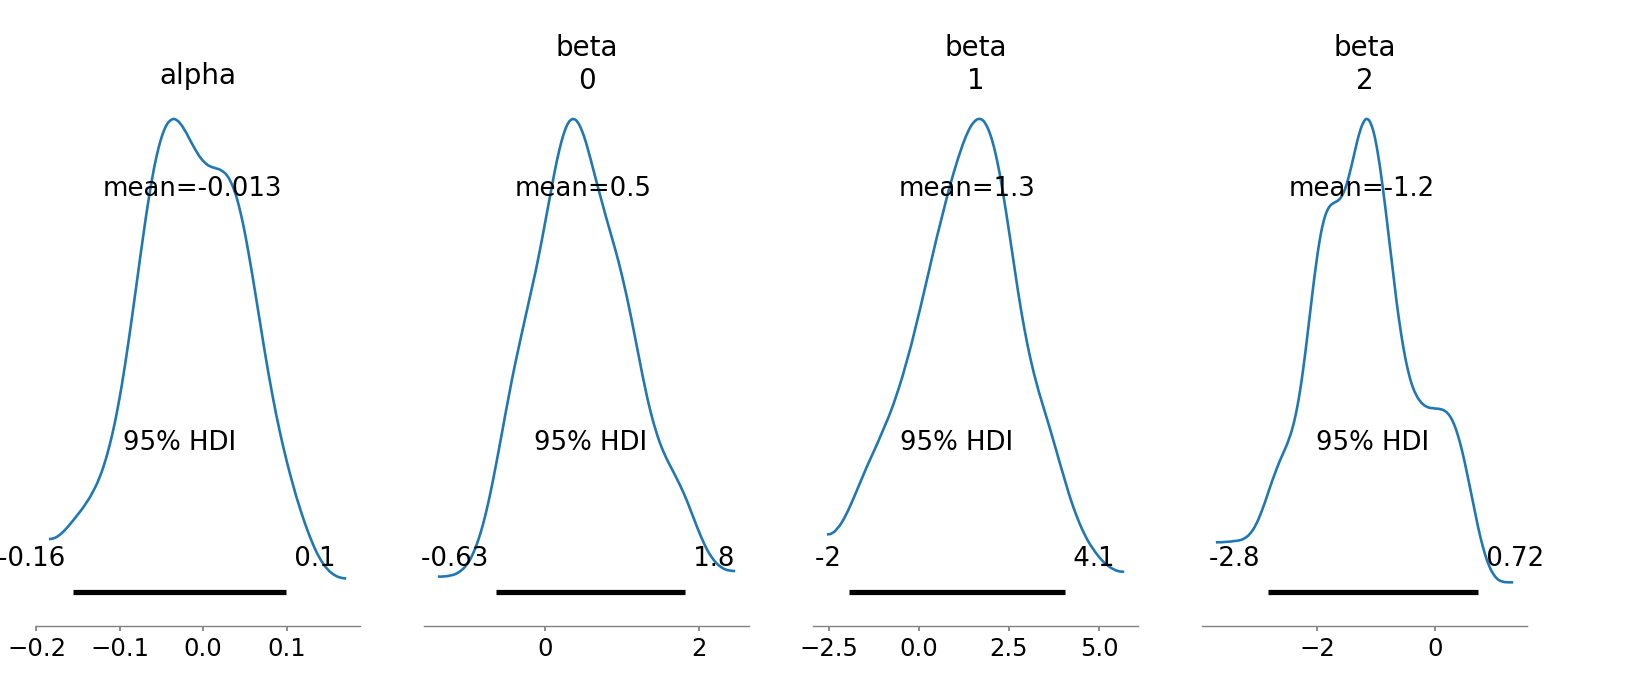 alpha
mean=-0.013
95% HDI
-0.16
0.1
−0.2
−0.1
0.0
0.1
beta
0
mean=0.5
95% HDI
-0.63
1.8
0
2
beta
1
mean=1.3
95% HDI
-2
4.1
−2.5
0.0
2.5
5.0
beta
2
mean=-1.2
95% HDI
-2.8
0.72
−2
0